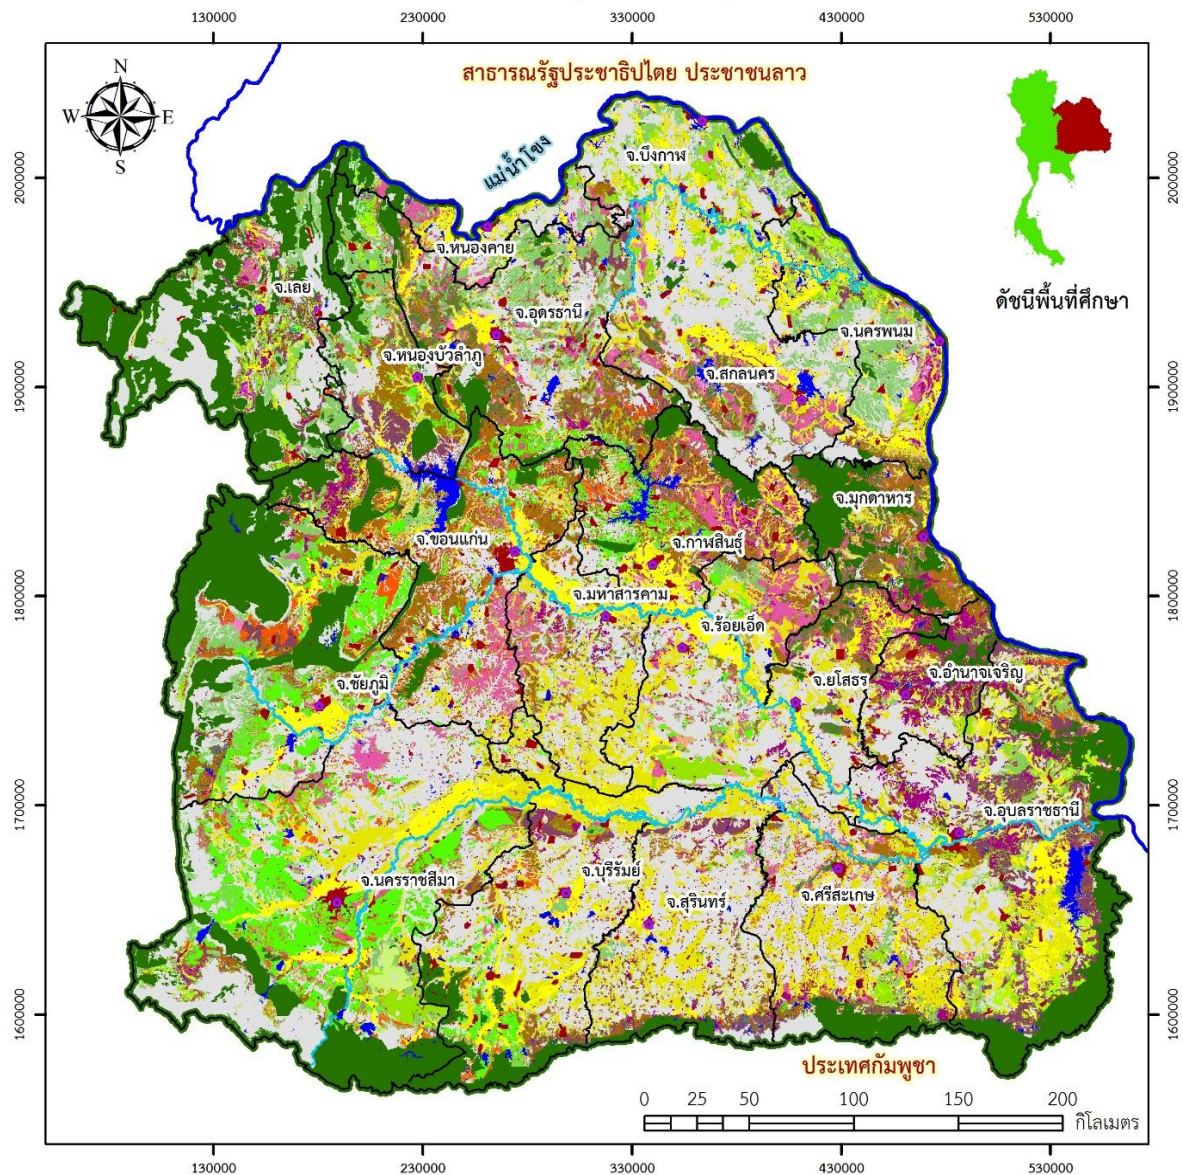 130000 230000 330000 430000 530000
สาธารณรัฐประชาธิปไตย ประชาชนลาว
N
W E
S
แม่น้ำโขง
จ.บึงกาฬ
2000000 2000000
จ.หนองคาย
จ.เลย
ดัชนีพื้นที่ศึกษา
จ.อุดรธานี
จ.นครพนม
จ.หนองบัวลำภู
จ.สกลนคร
1900000 1900000
จ.มุกดาหาร
จ.ขอนแก่น
จ.กาฬสินธุ์
1800000 1800000
จ.มหาสารคาม
จ.ร้อยเอ็ด
จ.อำนาจเจริญ
จ.ยโสธร
จ.ชัยภูมิ
1700000 1700000
จ.อุบลราชธานี
จ.บุรีรัมย์
จ.นครราชสีมา
จ.ศรีสะเกษ
จ.สุรินทร์
1600000 1600000
ประเทศกัมพูชา
0 25 50 100 150 200
กิโลเมตร
130000 230000 330000 430000 530000